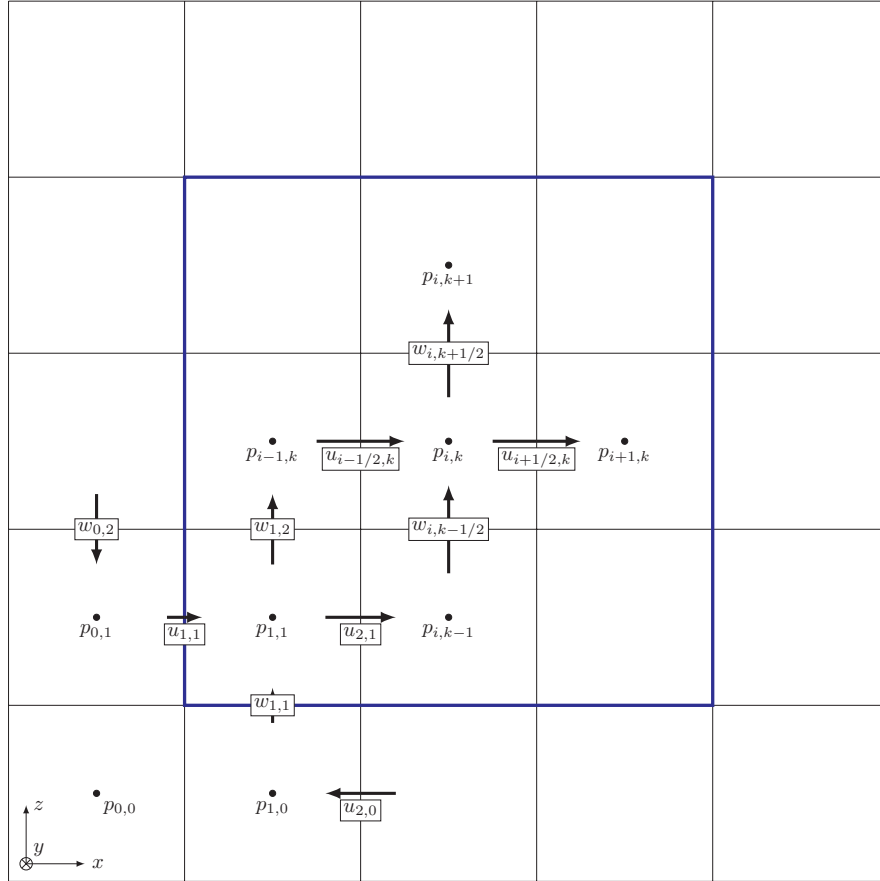 p_{i,k+1}
w_{i,k+1/2}
p_{i-1,k} u_{i-1/2,k} p_{i,k} u_{i+1/2,k} p_{i+1,k}
w_{0,2} w_{1,2} w_{i,k-1/2}
p_{0,1} u_{1,1} p_{1,1} u_{2,1} p_{i,k-1}
w_{1,1}
p_{0,0} p_{1,0} u_{2,0}
z
y
x